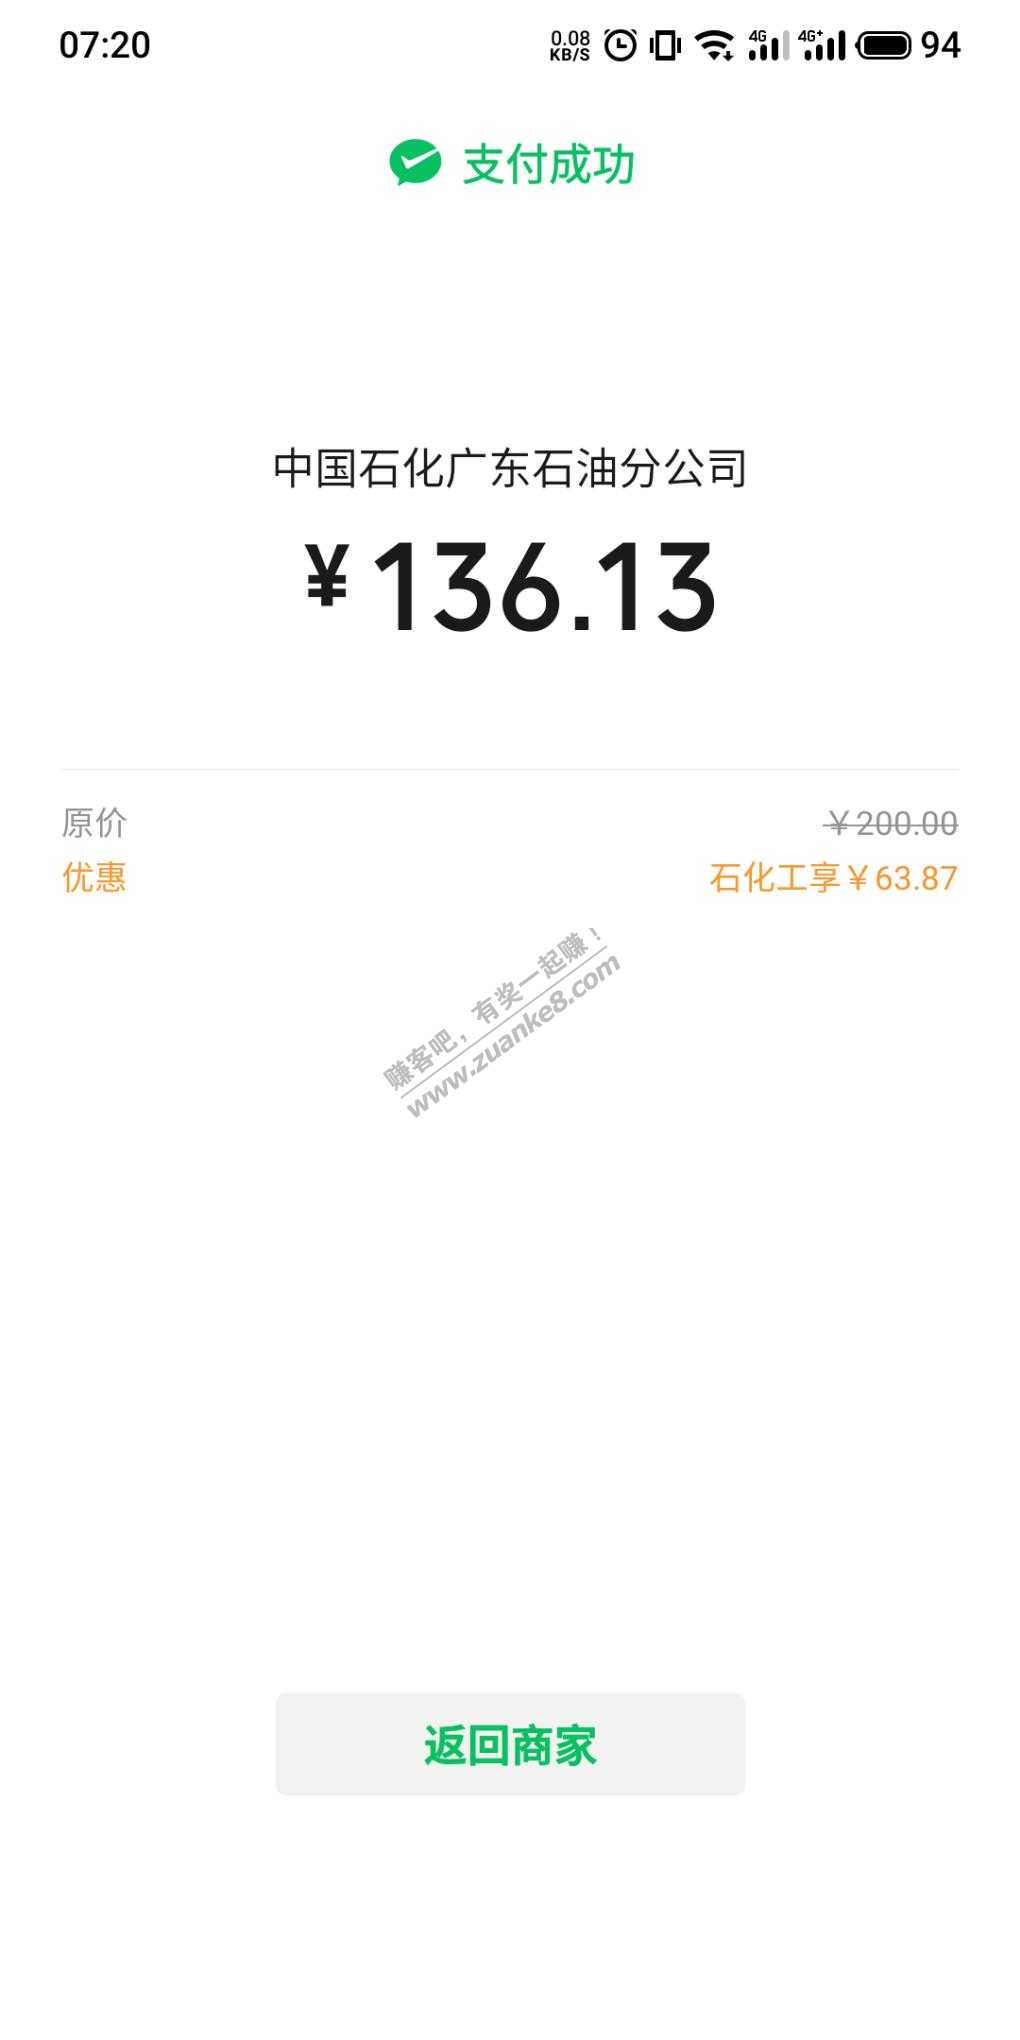 07:20 0.08 KB/S 4G 4G+ 94
支付成功
中国石化广东石油分公司
¥136.13
原价 ¥200.00
优惠 石化工享¥63.87
赚客吧，有奖一起赚！
www.zuanke8.com
返回商家